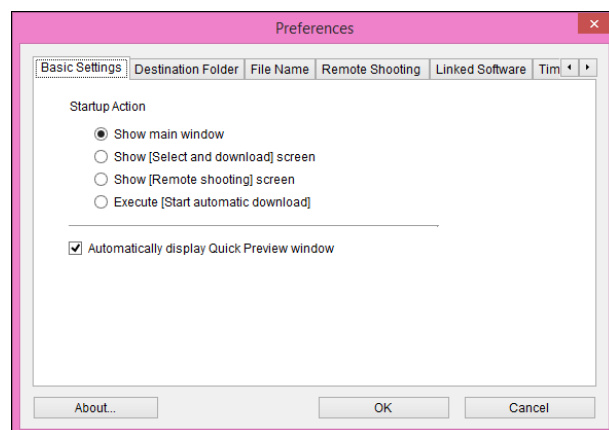 Preferences
Basic Settings Destination Folder File Name Remote Shooting Linked Software Tim
Startup Action
Show main window
Show [Select and download] screen
Show [Remote shooting] screen
Execute [Start automatic download]
Automatically display Quick Preview window
About... OK Cancel